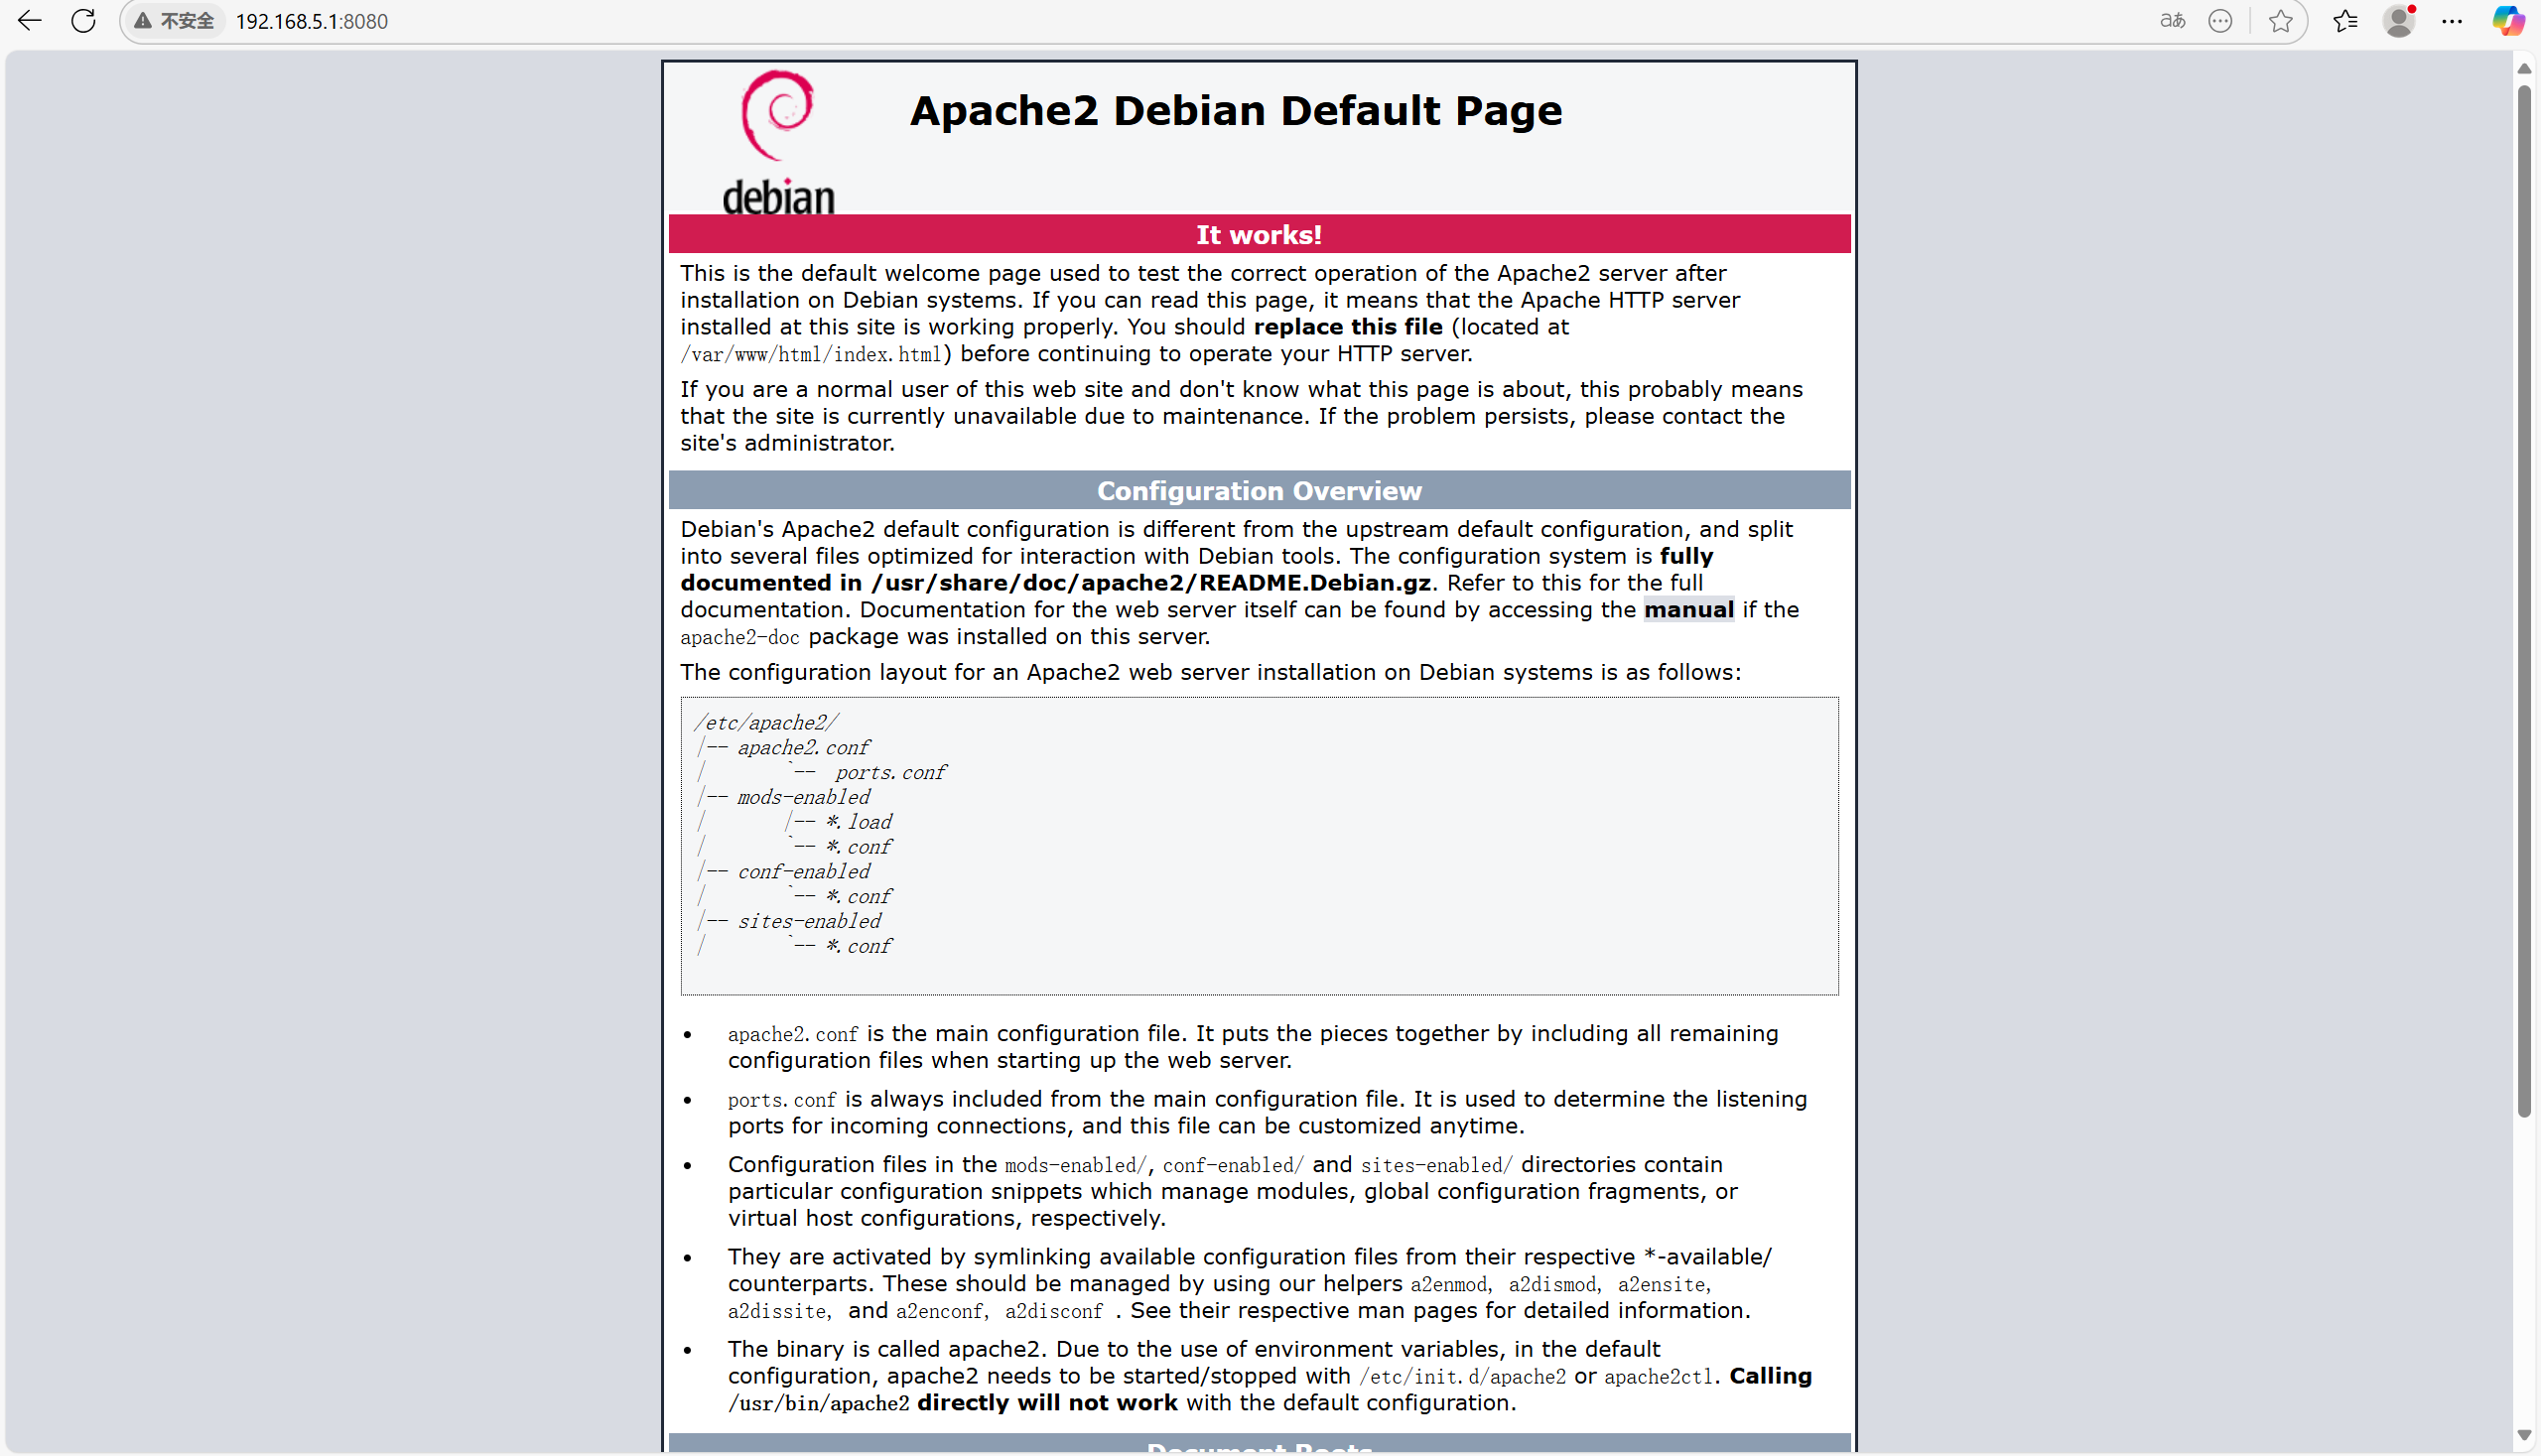 不安全 192.168.5.1:8080 aあ
Apache2 Debian Default Page
debian
It works!
This is the default welcome page used to test the correct operation of the Apache2 server after
installation on Debian systems. If you can read this page, it means that the Apache HTTP server
installed at this site is working properly. You should replace this file (located at
/var/www/html/index.html) before continuing to operate your HTTP server.
If you are a normal user of this web site and don't know what this page is about, this probably means
that the site is currently unavailable due to maintenance. If the problem persists, please contact the
site's administrator.
Configuration Overview
Debian's Apache2 default configuration is different from the upstream default configuration, and split
into several files optimized for interaction with Debian tools. The configuration system is fully
documented in /usr/share/doc/apache2/README.Debian.gz. Refer to this for the full
documentation. Documentation for the web server itself can be found by accessing the manual if the
apache2-doc package was installed on this server.
The configuration layout for an Apache2 web server installation on Debian systems is as follows:
/etc/apache2/
|-- apache2.conf
|       `--  ports.conf
|-- mods-enabled
|       |-- *.load
|       `-- *.conf
|-- conf-enabled
|       `-- *.conf
|-- sites-enabled
|       `-- *.conf
• apache2.conf is the main configuration file. It puts the pieces together by including all remaining
configuration files when starting up the web server.
• ports.conf is always included from the main configuration file. It is used to determine the listening
ports for incoming connections, and this file can be customized anytime.
• Configuration files in the mods-enabled/, conf-enabled/ and sites-enabled/ directories contain
particular configuration snippets which manage modules, global configuration fragments, or
virtual host configurations, respectively.
• They are activated by symlinking available configuration files from their respective *-available/
counterparts. These should be managed by using our helpers a2enmod, a2dismod, a2ensite,
a2dissite, and a2enconf, a2disconf . See their respective man pages for detailed information.
• The binary is called apache2. Due to the use of environment variables, in the default
configuration, apache2 needs to be started/stopped with /etc/init.d/apache2 or apache2ctl. Calling
/usr/bin/apache2 directly will not work with the default configuration.
Document Roots